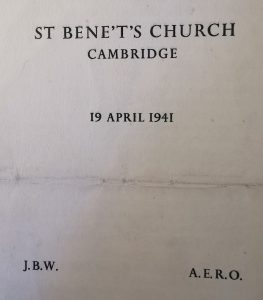 ST BENE'T'S CHURCH
CAMBRIDGE
19 APRIL 1941
J.B.W. A.E.R.O.